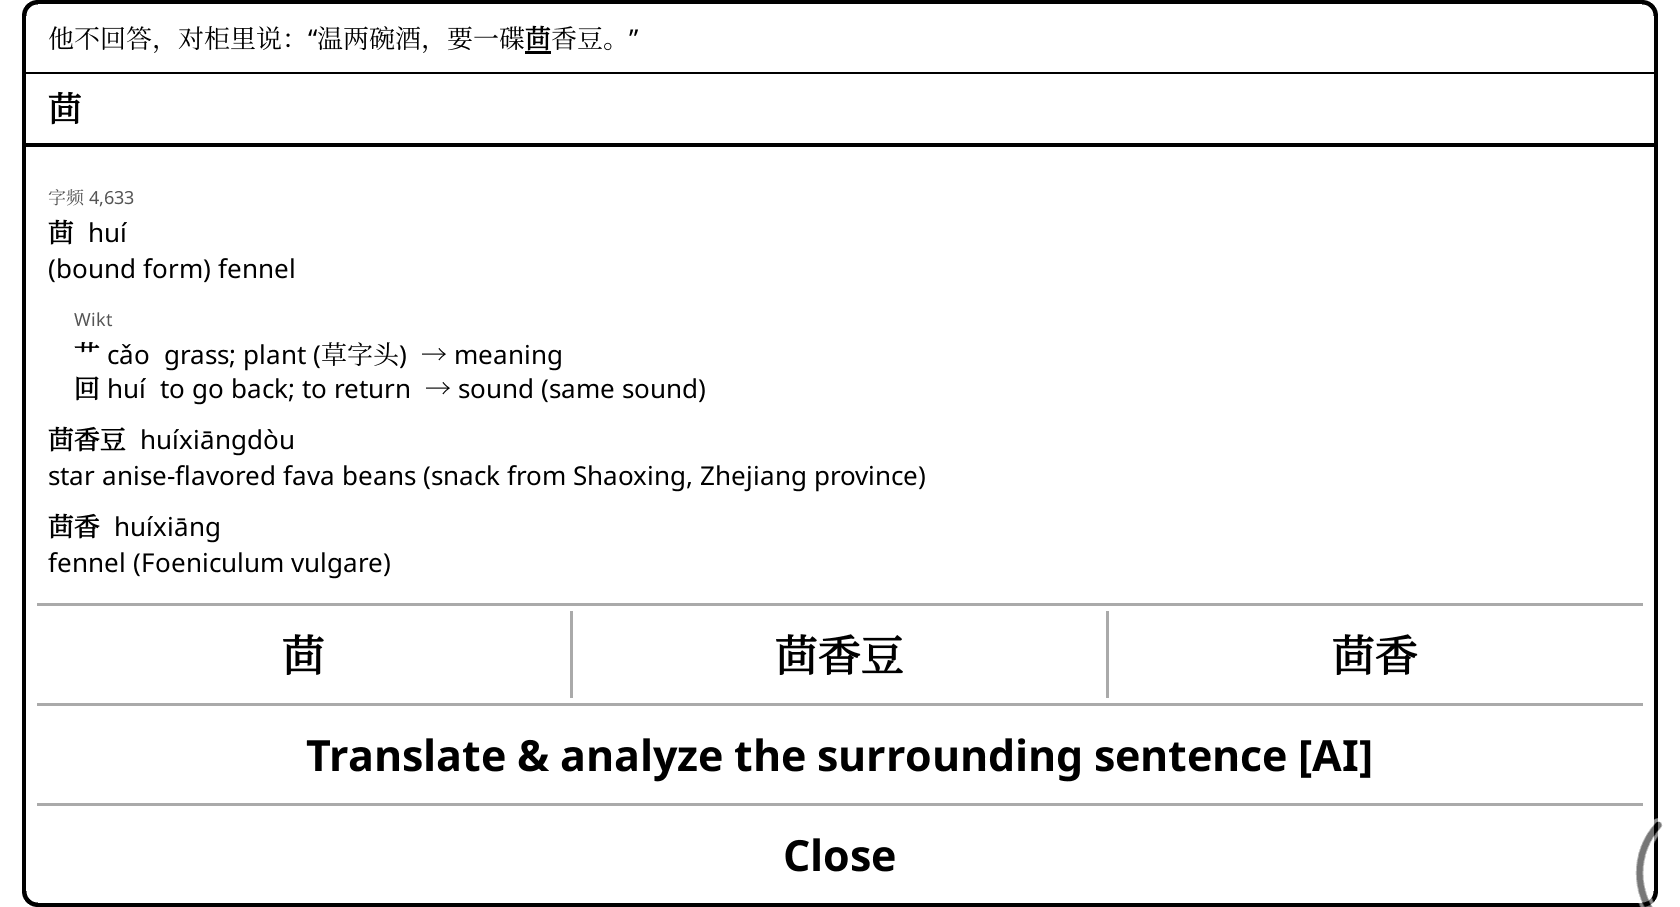 他不回答，对柜里说：“温两碗酒，要一碟茴香豆。”
茴
字频 4,633
茴 huí
(bound form) fennel
Wikt
艹 cǎo grass; plant (草字头) → meaning
回 huí to go back; to return → sound (same sound)
茴香豆 huíxiāngdòu
star anise-flavored fava beans (snack from Shaoxing, Zhejiang province)
茴香 huíxiāng
fennel (Foeniculum vulgare)
茴 茴香豆 茴香
Translate & analyze the surrounding sentence [AI]
Close